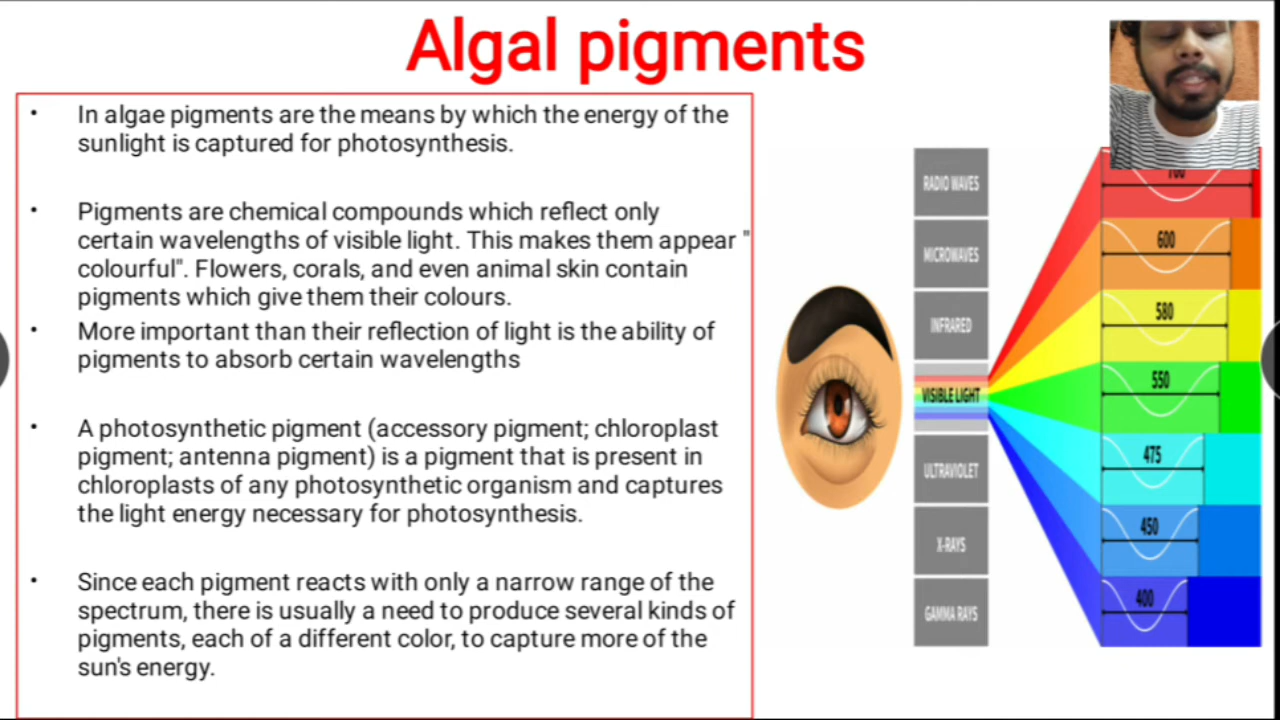 Algal pigments
• In algae pigments are the means by which the energy of the
sunlight is captured for photosynthesis.
• Pigments are chemical compounds which reflect only
certain wavelengths of visible light. This makes them appear "
colourful". Flowers, corals, and even animal skin contain
pigments which give them their colours.
• More important than their reflection of light is the ability of
pigments to absorb certain wavelengths
• A photosynthetic pigment (accessory pigment; chloroplast
pigment; antenna pigment) is a pigment that is present in
chloroplasts of any photosynthetic organism and captures
the light energy necessary for photosynthesis.
• Since each pigment reacts with only a narrow range of the
spectrum, there is usually a need to produce several kinds of
pigments, each of a different color, to capture more of the
sun's energy.
RADIO WAVES
MICROWAVES
INFRARED
VISIBLE LIGHT
ULTRAVIOLET
X-RAYS
GAMMA RAYS
700
600
580
550
475
450
400